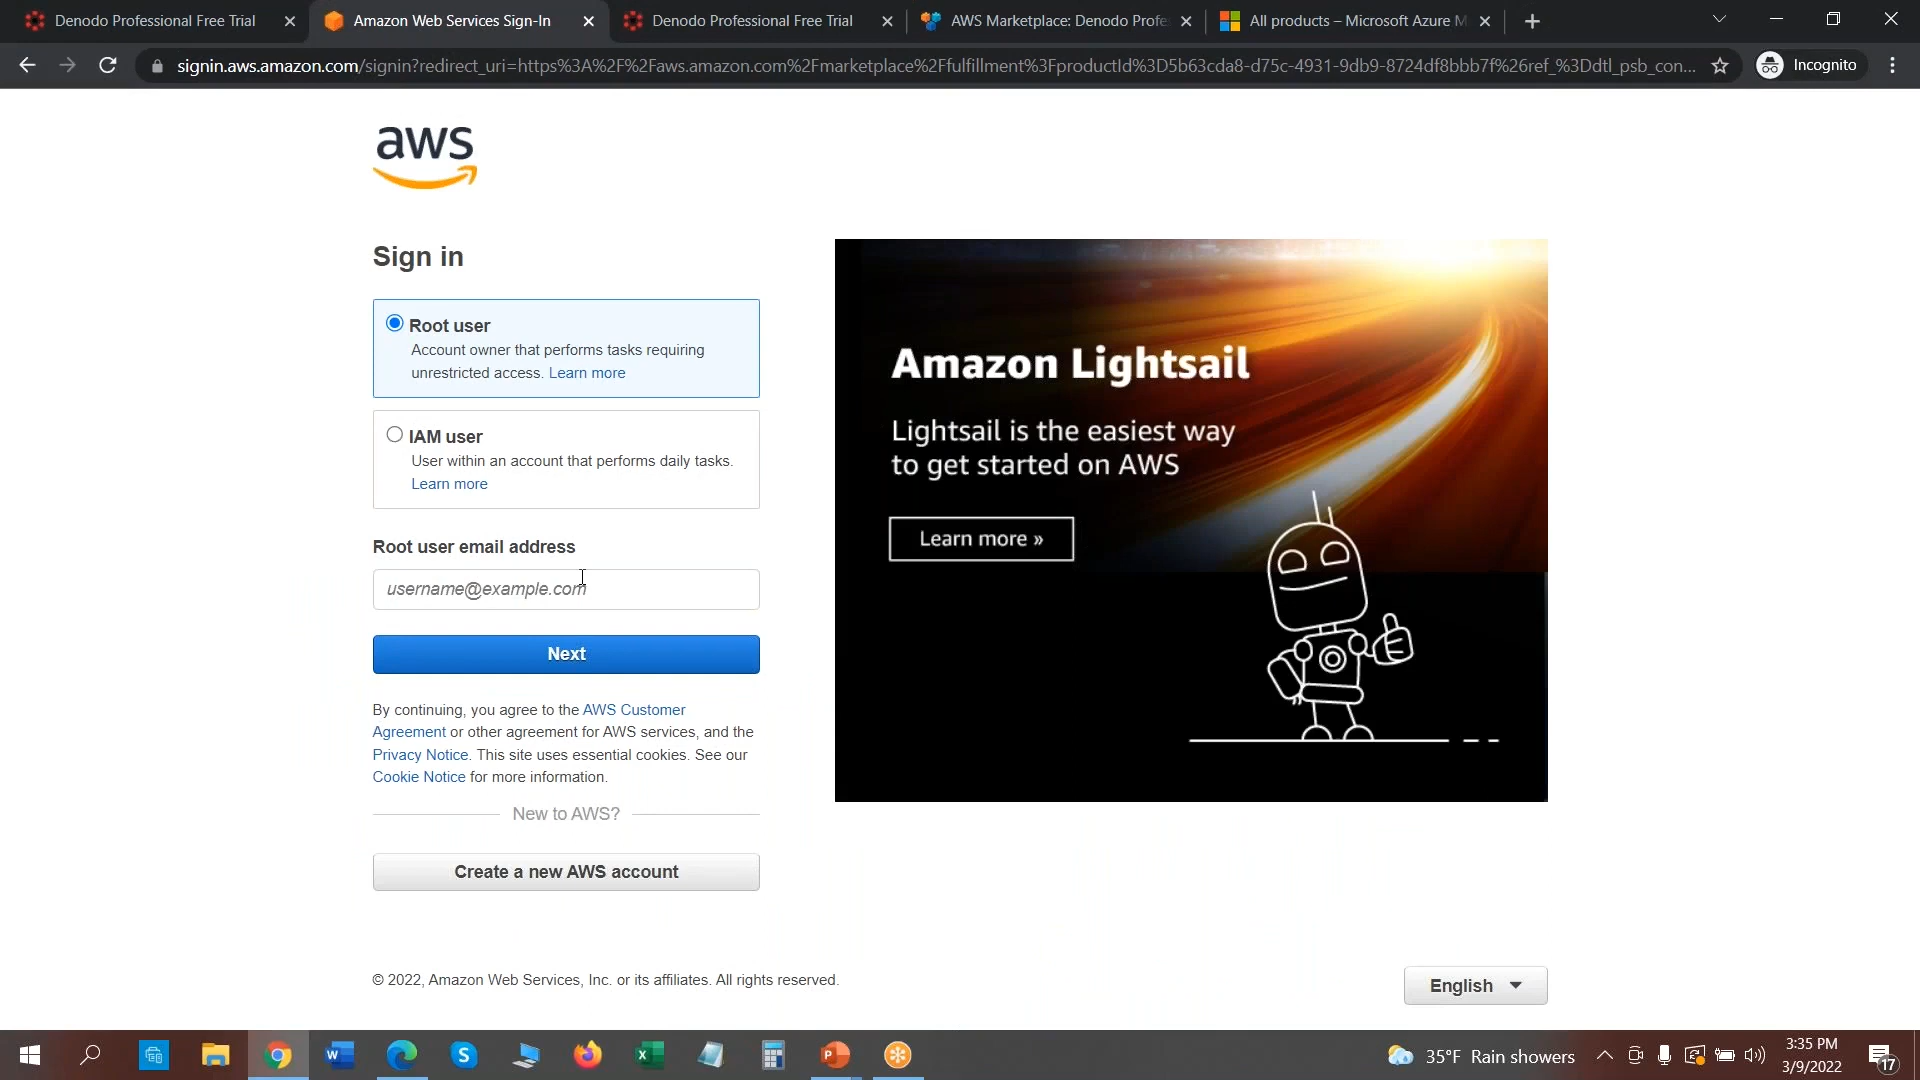 Denodo Professional Free Trial
Amazon Web Services Sign-In
Denodo Professional Free Trial
AWS Marketplace: Denodo Profe
All products – Microsoft Azure M
signin.aws.amazon.com/signin?redirect_uri=https%3A%2F%2Faws.amazon.com%2Fmarketplace%2Ffulfillment%3FproductId%3D5b63cda8-d75c-4931-9db9-8724df8bbb7f%26ref_%3Ddtl_psb_con...
Incognito
aws
Sign in
Root user
Account owner that performs tasks requiring
unrestricted access. Learn more
IAM user
User within an account that performs daily tasks.
Learn more
Root user email address
username@example.com
Next
By continuing, you agree to the AWS Customer
Agreement or other agreement for AWS services, and the
Privacy Notice. This site uses essential cookies. See our
Cookie Notice for more information.
New to AWS?
Create a new AWS account
Amazon Lightsail
Lightsail is the easiest way
to get started on AWS
Learn more »
© 2022, Amazon Web Services, Inc. or its affiliates. All rights reserved.
English
35°F Rain showers
3:35 PM
3/9/2022
17